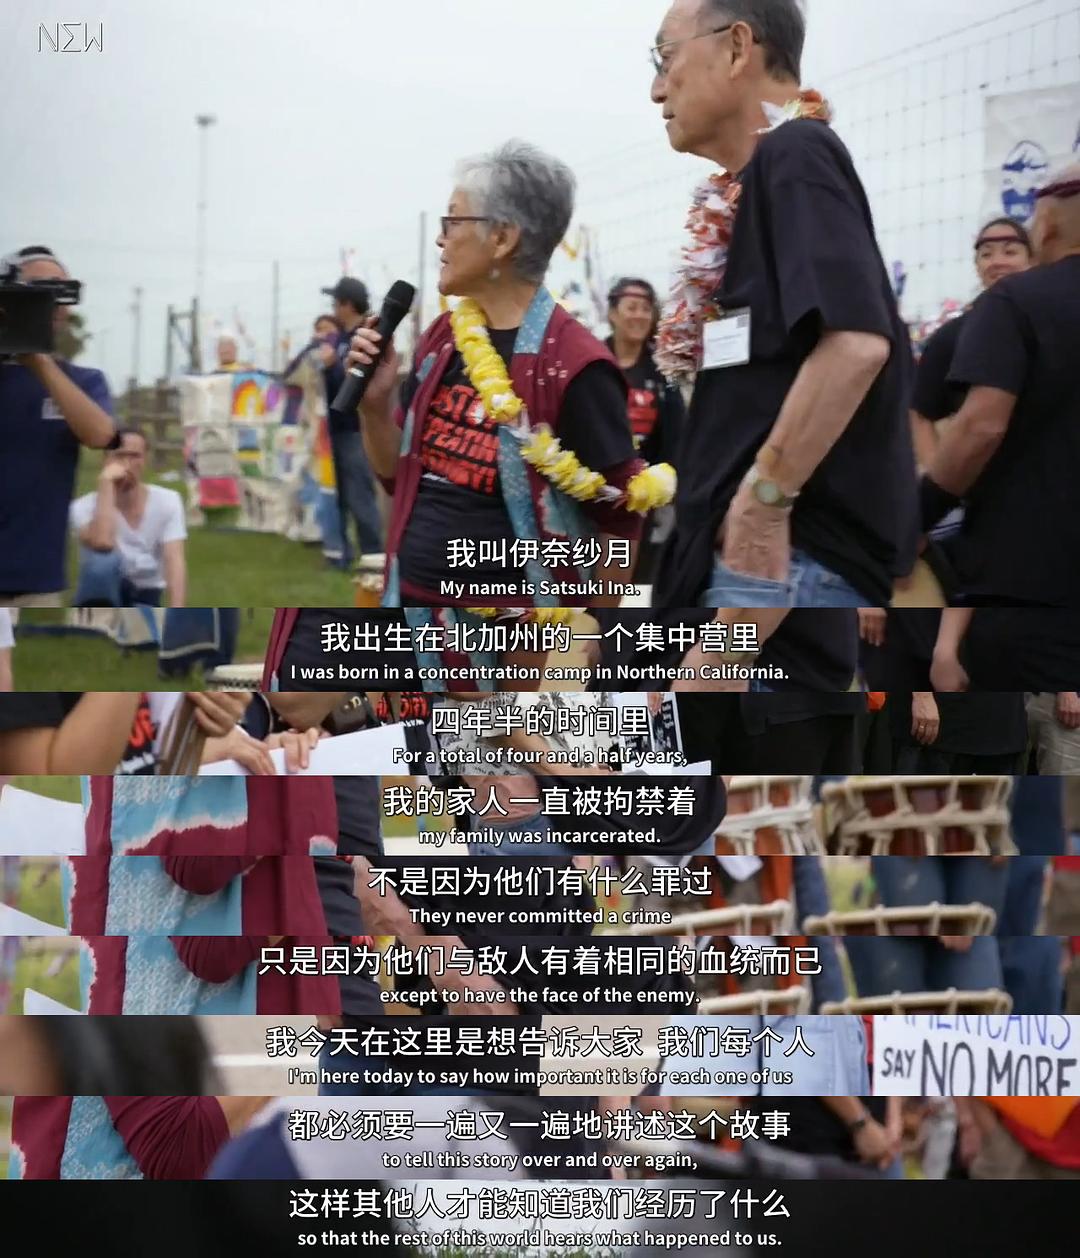 NEW
STOP
REPEATING
HISTORY!
我叫伊奈纱月
My name is Satsuki Ina.
我出生在北加州的一个集中营里
I was born in a concentration camp in Northern California.
四年半的时间里
For a total of four and a half years,
我的家人一直被拘禁着
my family was incarcerated.
不是因为他们有什么罪过
They never committed a crime
只是因为他们与敌人有着相同的血统而已
except to have the face of the enemy.
我今天在这里是想告诉大家 我们每个人
I'm here today to say how important it is for each one of us
AMERICANS
SAY NO MORE
都必须要一遍又一遍地讲述这个故事
to tell this story over and over again,
这样其他人才能知道我们经历了什么
so that the rest of this world hears what happened to us.